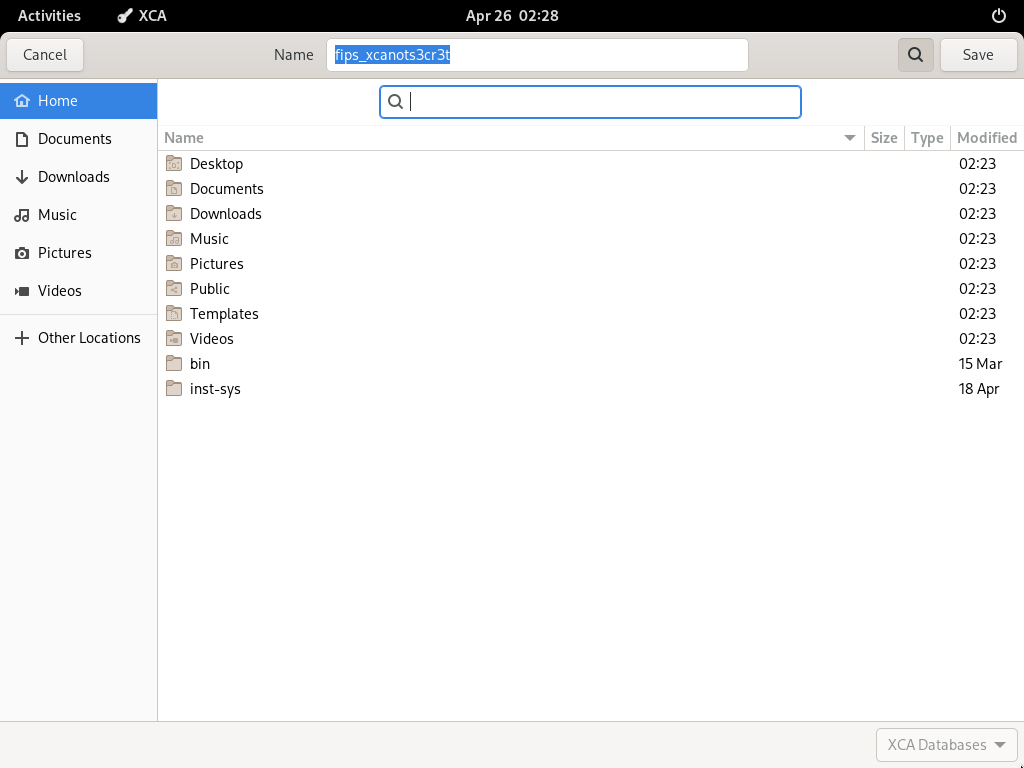 Activities XCA Apr 26 02:28
Cancel Name fips_xcanots3cr3t Save
Home
Documents
Downloads
Music
Pictures
Videos
Other Locations
Name Size Type Modified
Desktop 02:23
Documents 02:23
Downloads 02:23
Music 02:23
Pictures 02:23
Public 02:23
Templates 02:23
Videos 02:23
bin 15 Mar
inst-sys 18 Apr
XCA Databases